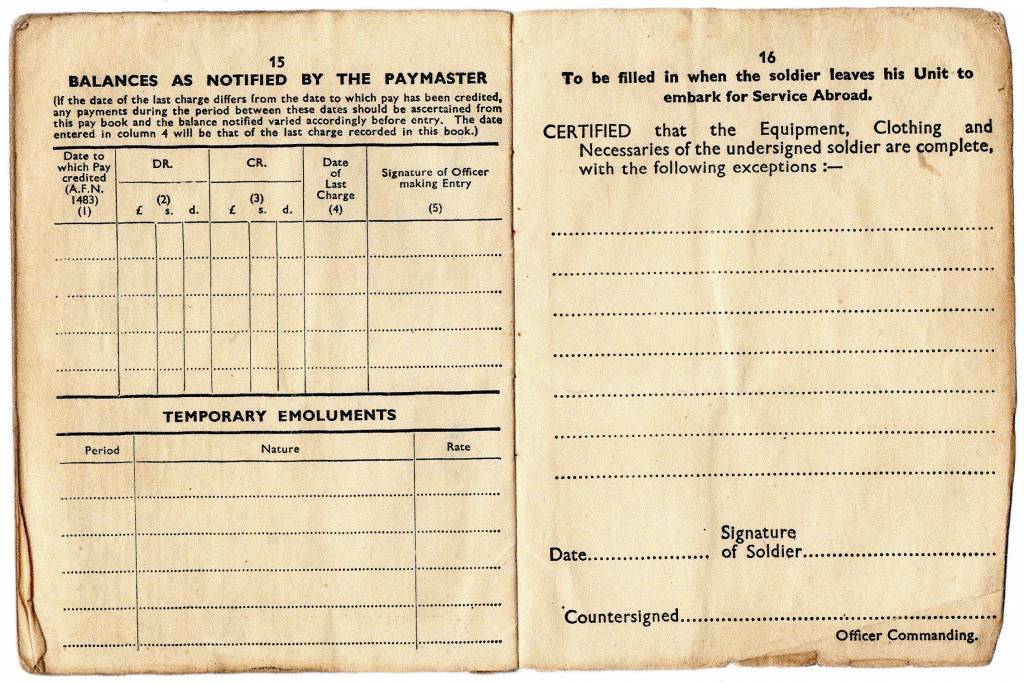 15
BALANCES AS NOTIFIED BY THE PAYMASTER
(If the date of the last charge differs from the date to which pay has been credited,
any payments during the period between these dates should be ascertained from
this pay book and the balance notified varied accordingly before entry. The date
entered in column 4 will be that of the last charge recorded in this book.)
Date to
which Pay
credited
(A.F.N.
1483)
(1)
DR.
(2)
£ s. d.
CR.
(3)
£ s. d.
Date
of
Last
Charge
(4)
Signature of Officer
making Entry
(5)
TEMPORARY EMOLUMENTS
Period Nature Rate
16
To be filled in when the soldier leaves his Unit to
embark for Service Abroad.
CERTIFIED that the Equipment, Clothing and
Necessaries of the undersigned soldier are complete,
with the following exceptions :—
Signature
Date.................... of Soldier................................
Countersigned....................................................
Officer Commanding.